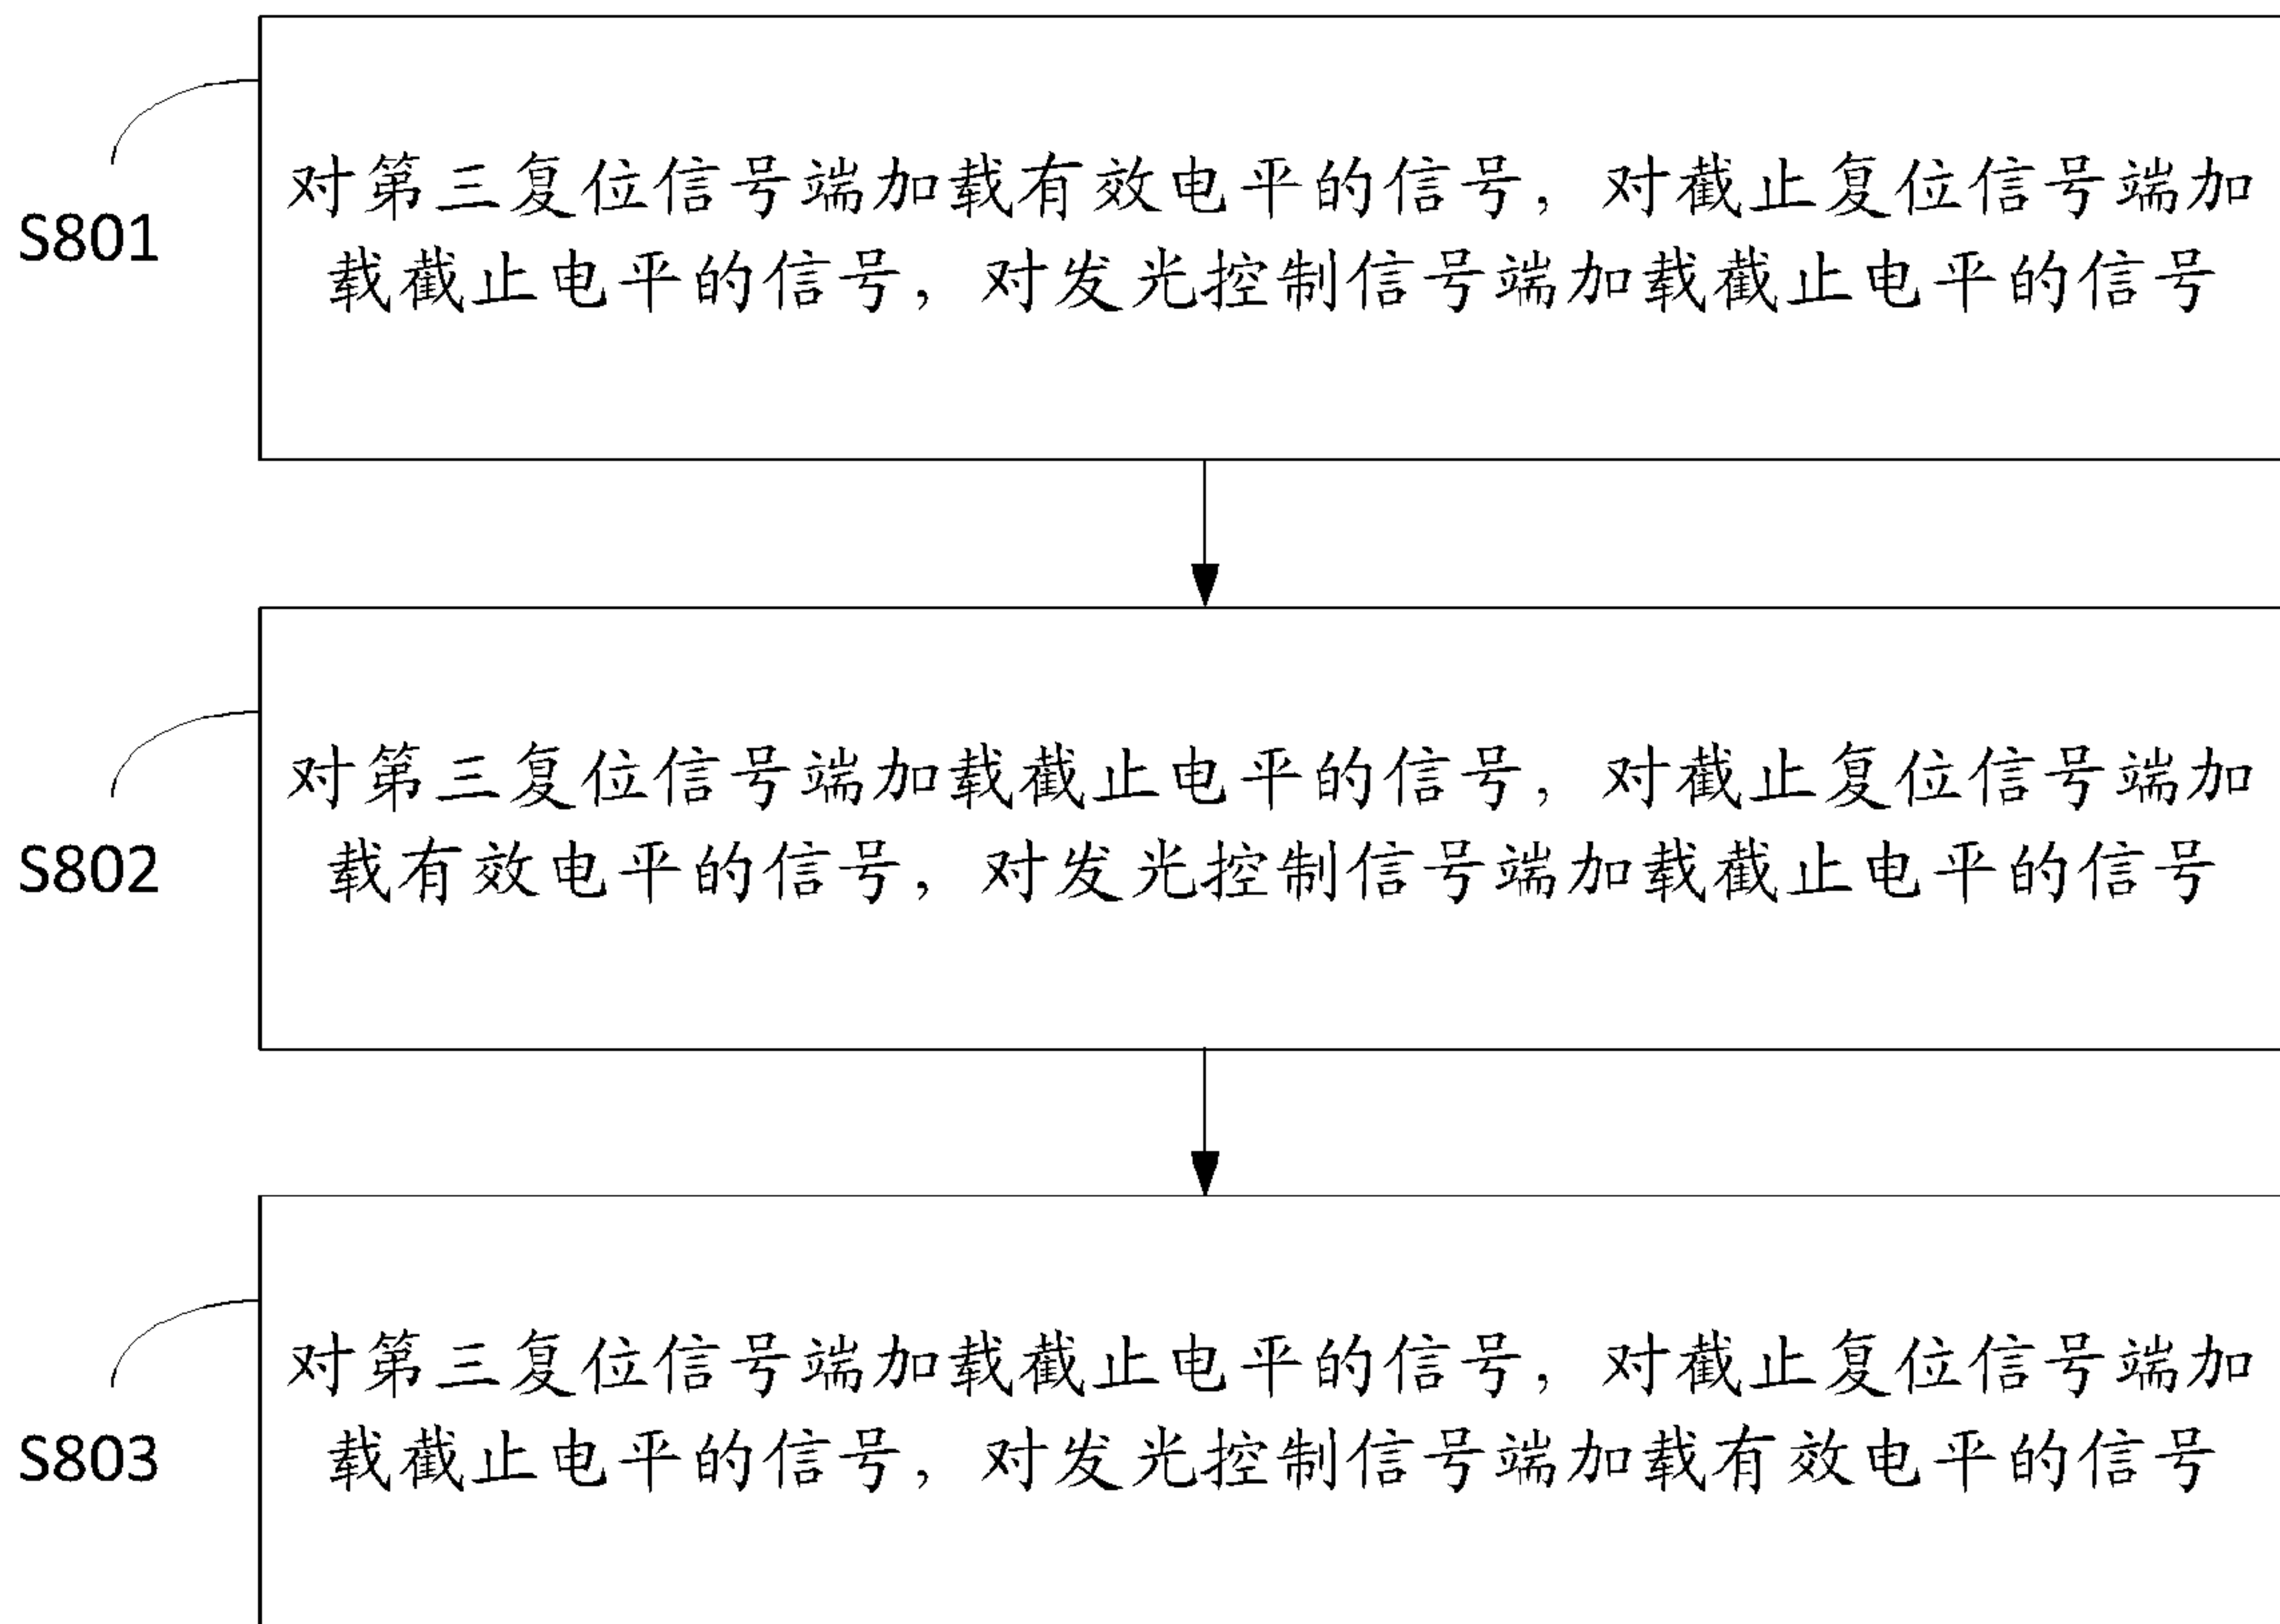 对第三复位信号端加载有效电平的信号，对截止复位信号端加
载截止电平的信号，对发光控制信号端加载截止电平的信号
S801
对第三复位信号端加载截止电平的信号，对截止复位信号端加
载有效电平的信号，对发光控制信号端加载截止电平的信号
S802
对第三复位信号端加载截止电平的信号，对截止复位信号端加
载截止电平的信号，对发光控制信号端加载有效电平的信号
S803